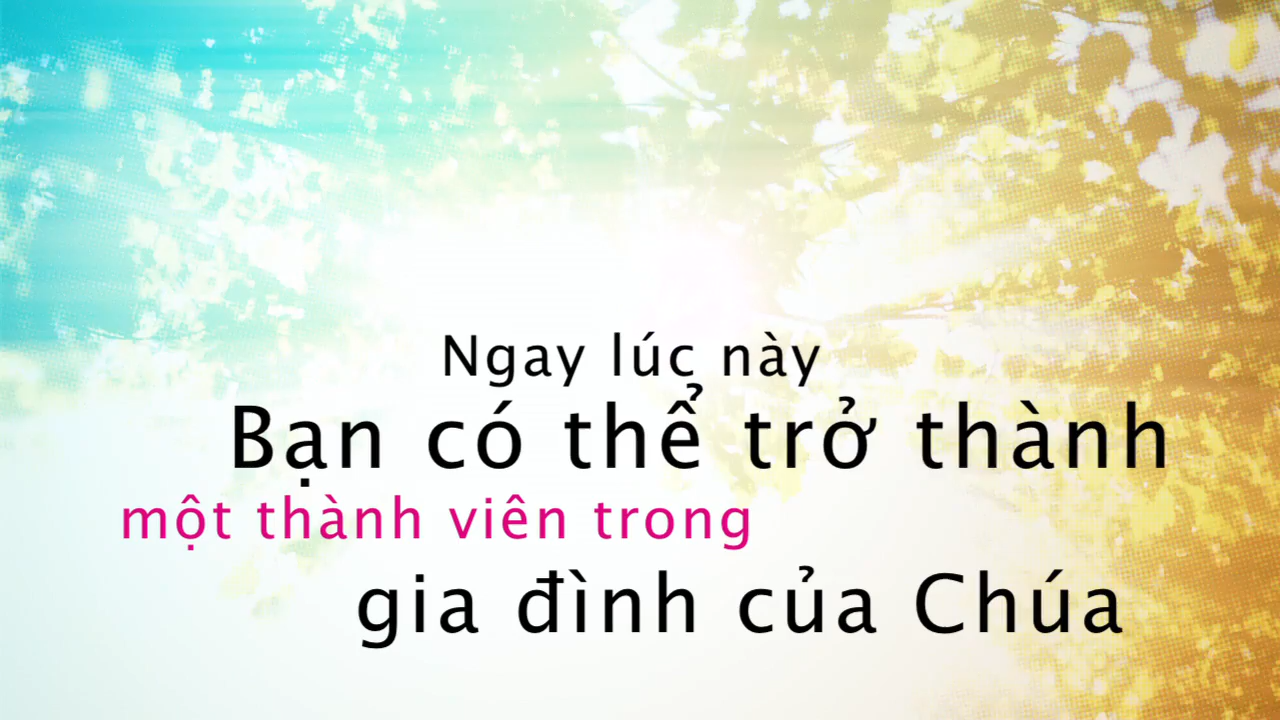 Ngay lúc này
Bạn có thể trở thành
một thành viên trong
gia đình của Chúa